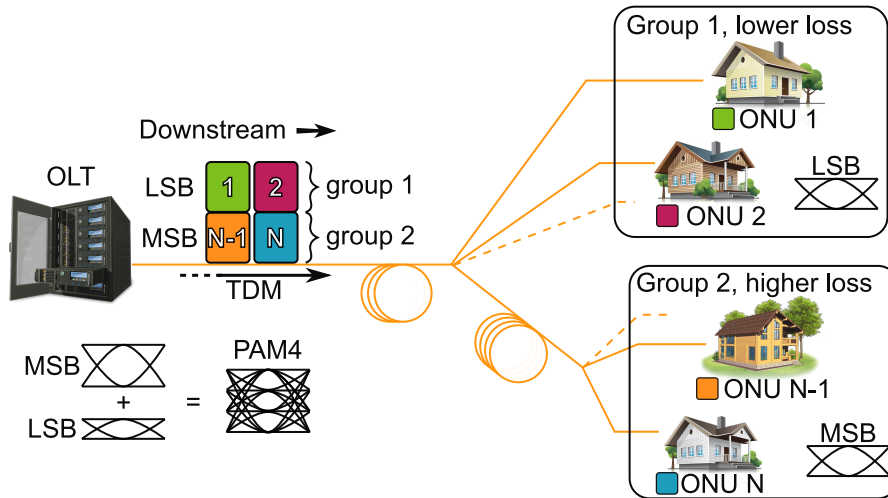 Group 1, lower loss
ONU 1
Downstream
OLT
LSB
1
2
group 1
MSB
N-1
N
group 2
TDM
ONU 2
LSB
Group 2, higher loss
MSB
+
LSB
=
PAM4
ONU N-1
ONU N
MSB